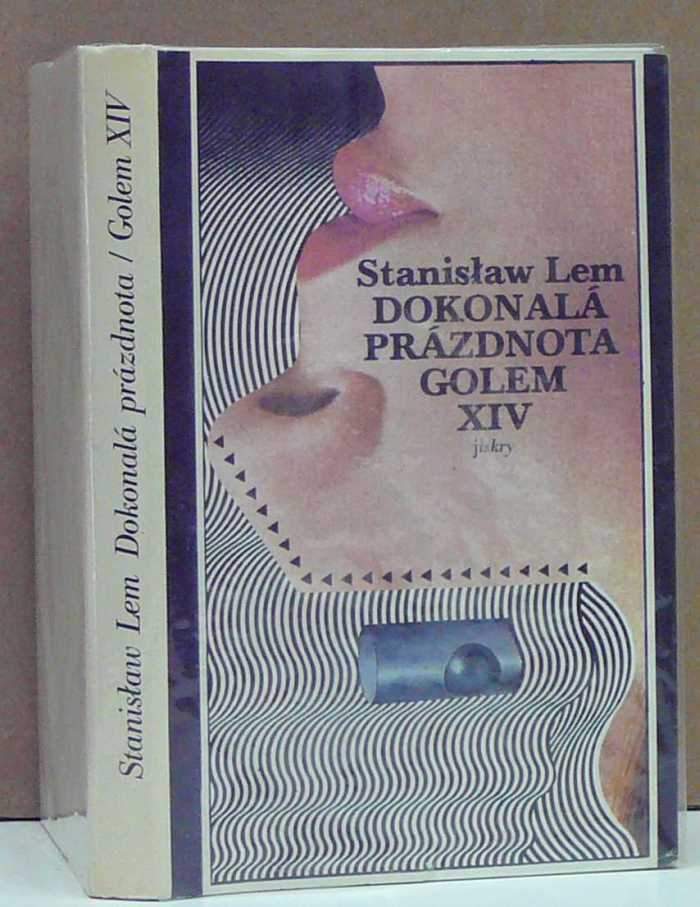 Stanisław Lem Dokonalá prázdnota / Golem XIV
Stanisław Lem
DOKONALÁ
PRÁZDNOTA
GOLEM
XIV
jiskry